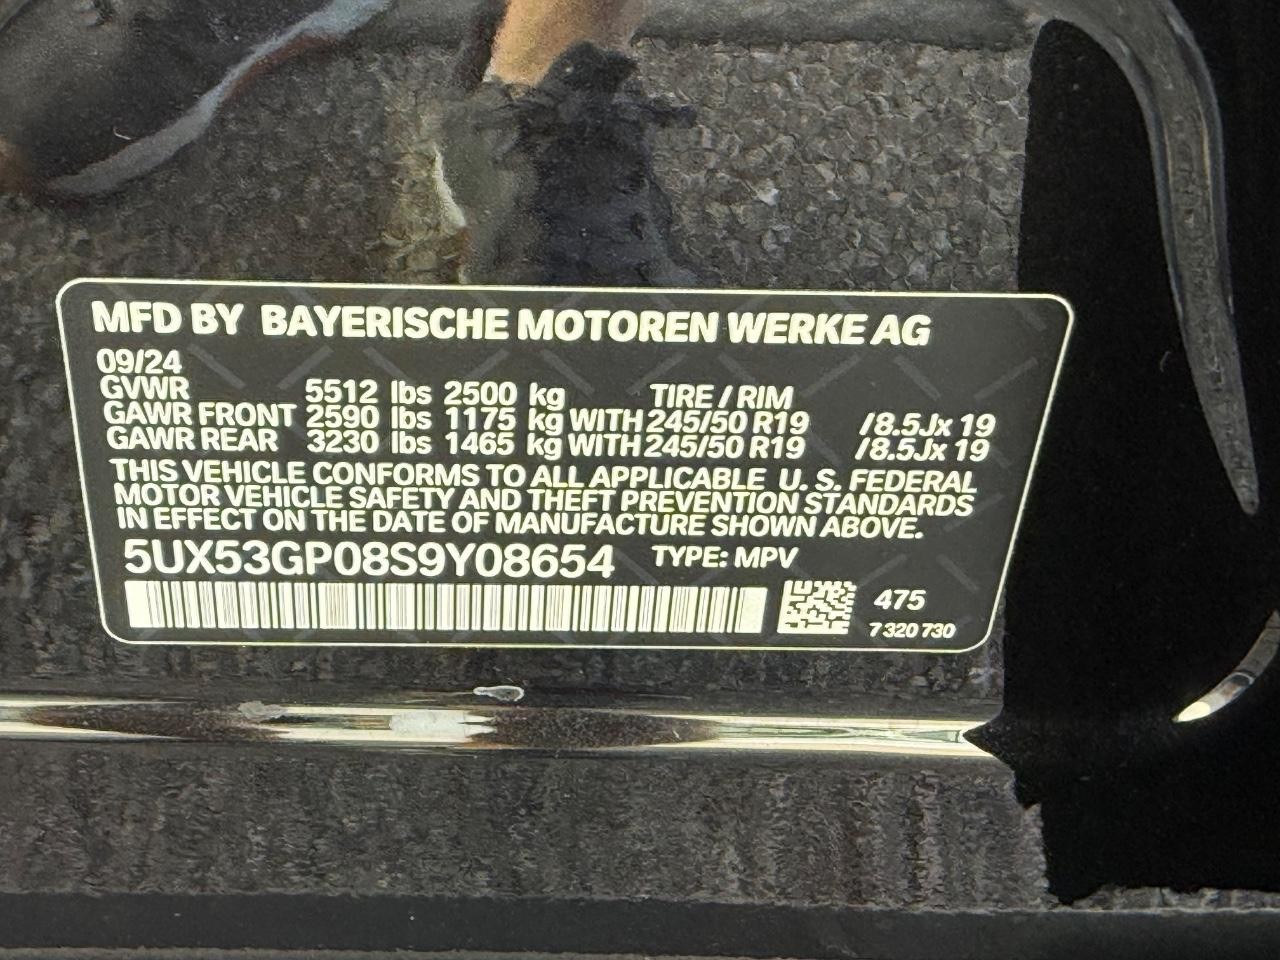 MFD BY BAYERISCHE MOTOREN WERKE AG
09/24
GVWR 5512 lbs 2500 kg TIRE / RIM
GAWR FRONT 2590 lbs 1175 kg WITH 245/50 R19 /8.5Jx 19
GAWR REAR 3230 lbs 1465 kg WITH 245/50 R19 /8.5Jx 19
THIS VEHICLE CONFORMS TO ALL APPLICABLE U. S. FEDERAL
MOTOR VEHICLE SAFETY AND THEFT PREVENTION STANDARDS
IN EFFECT ON THE DATE OF MANUFACTURE SHOWN ABOVE.
5UX53GP08S9Y08654 TYPE: MPV
475
7 320 730